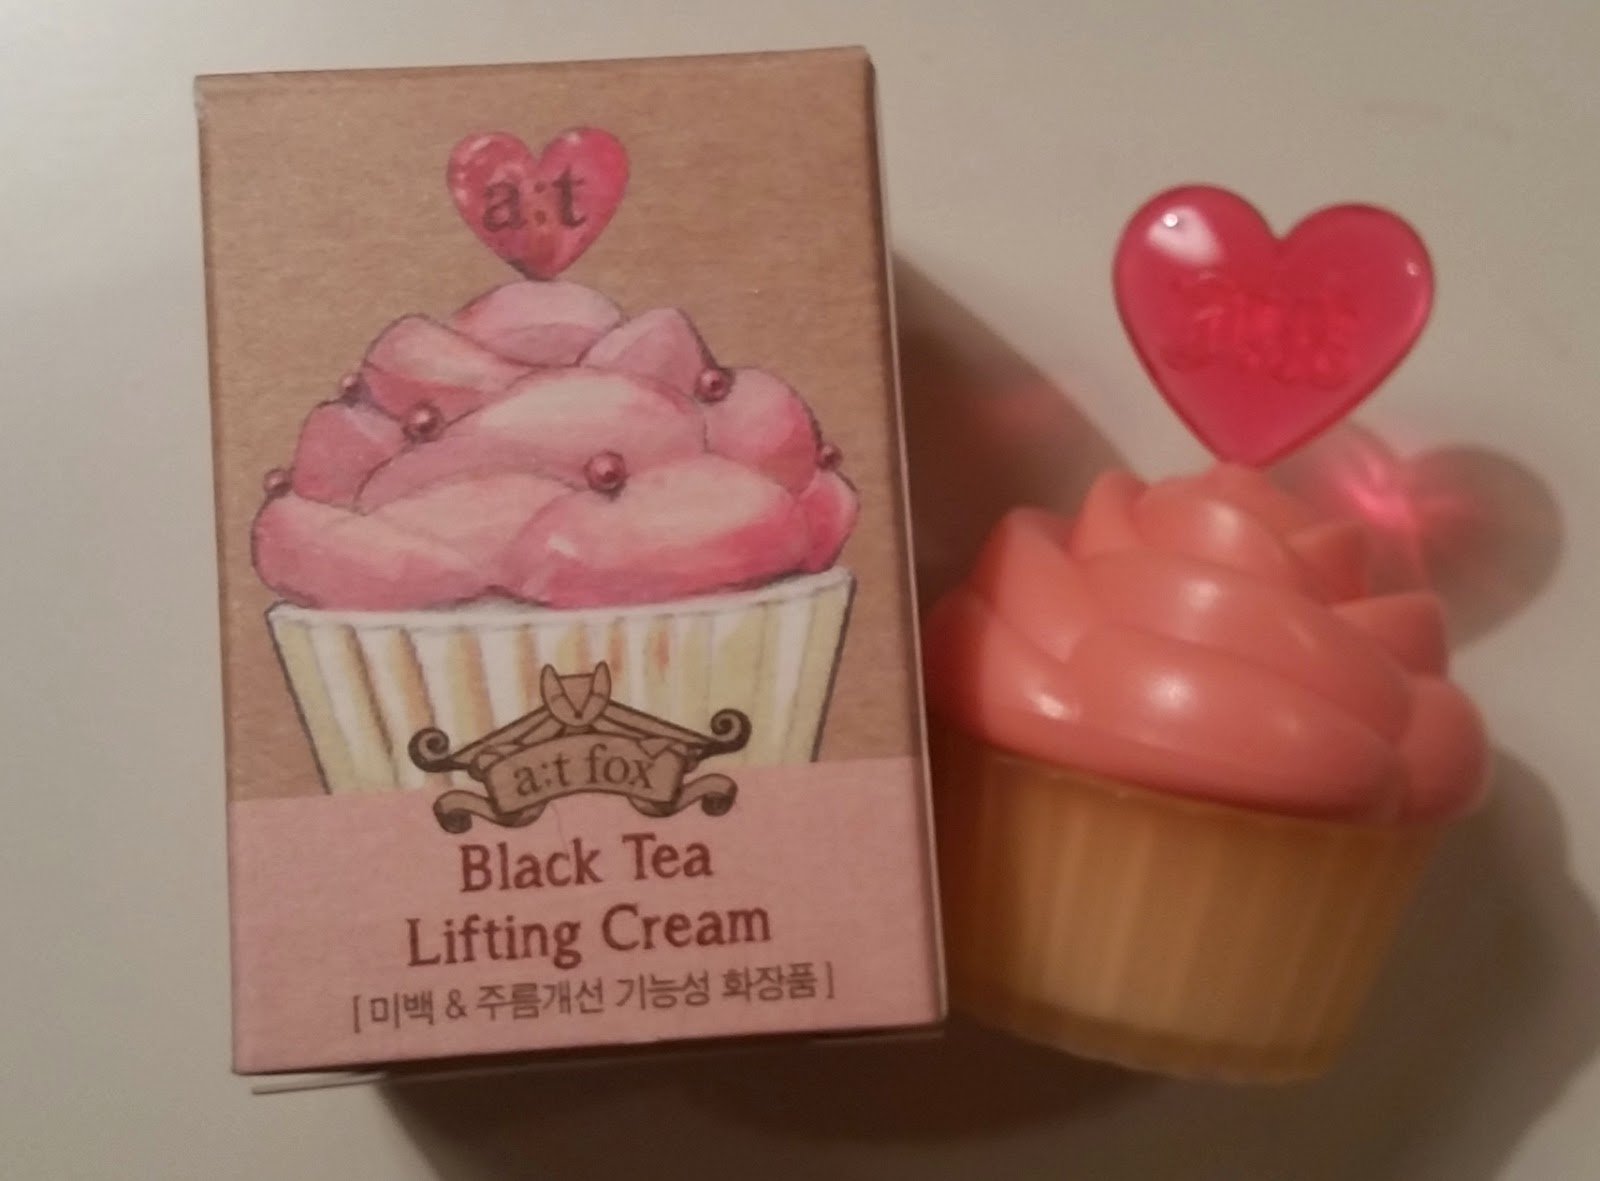 a:t
a:t fox
Black Tea
Lifting Cream
[ 미백 & 주름개선 기능성 화장품 ]